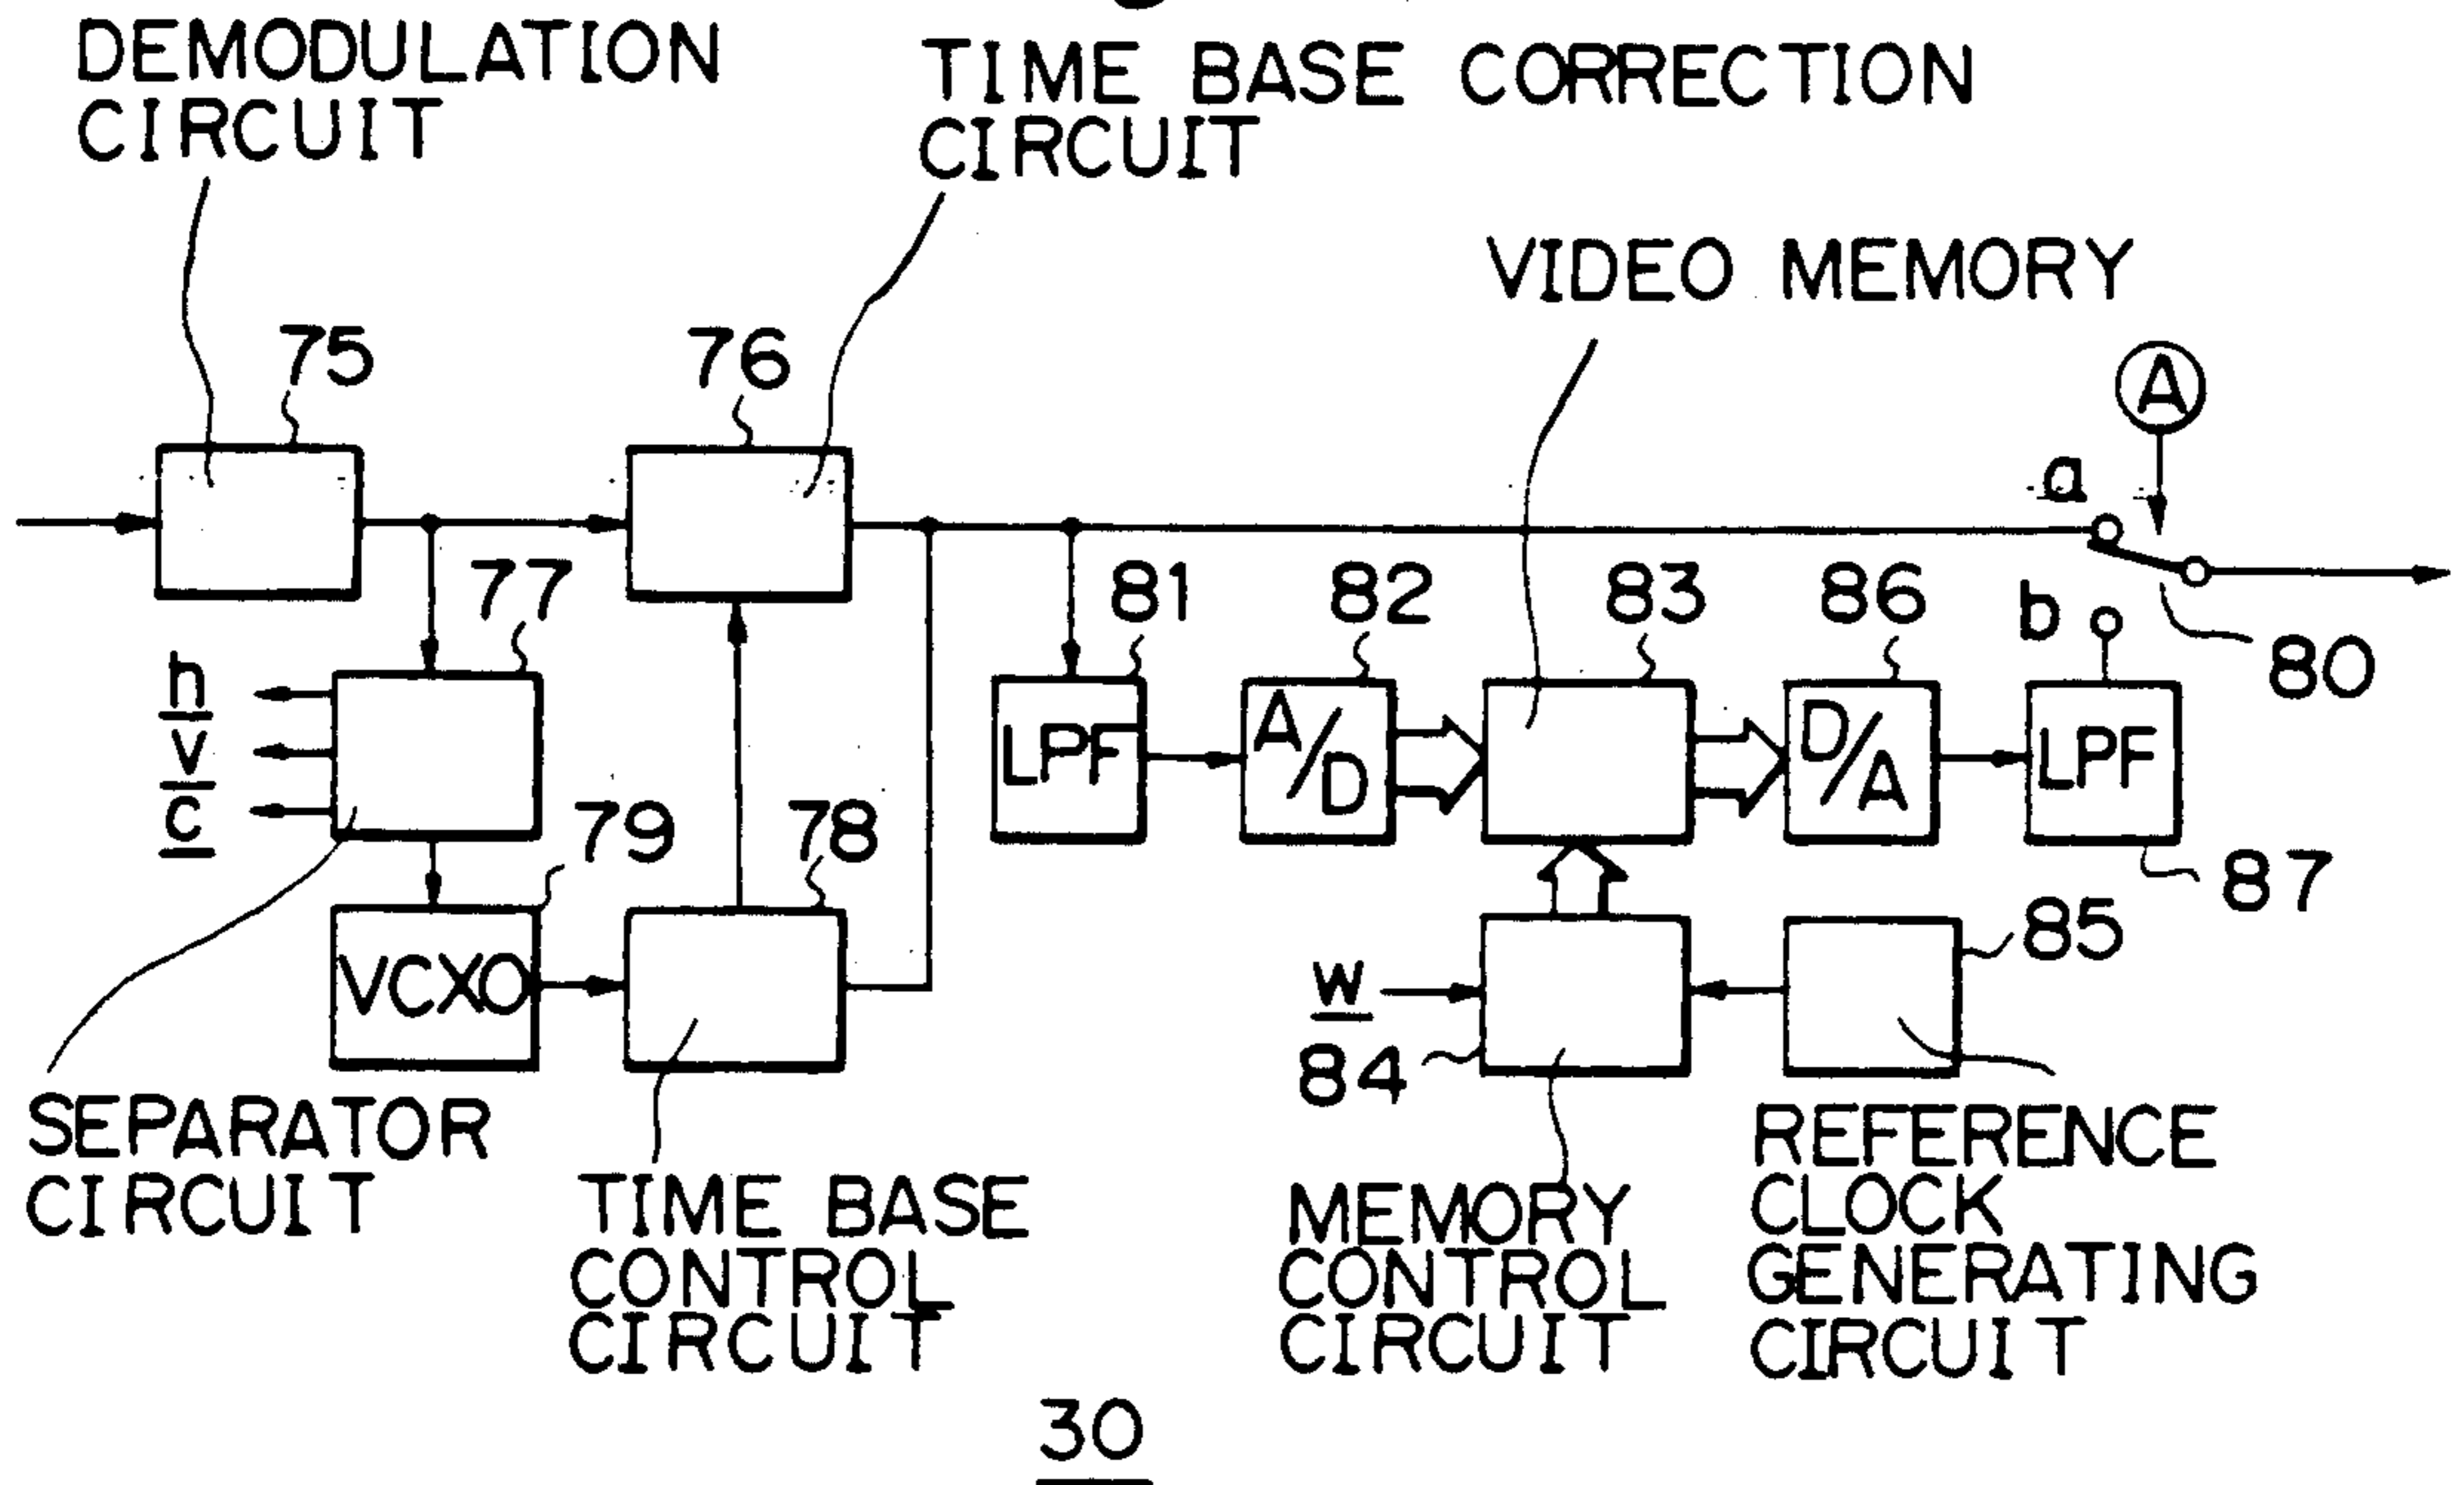 DEMODULATION
CIRCUIT
TIME BASE CORRECTION
CIRCUIT
VIDEO MEMORY
75
76
A
a
77
81
82
83
86
b
80
h
v
c
LPF
A/D
D/A
LPF
79
78
87
VCXO
85
w
84
SEPARATOR
CIRCUIT
TIME BASE
CONTROL
CIRCUIT
MEMORY
CONTROL
CIRCUIT
REFERENCE
CLOCK
GENERATING
CIRCUIT
30